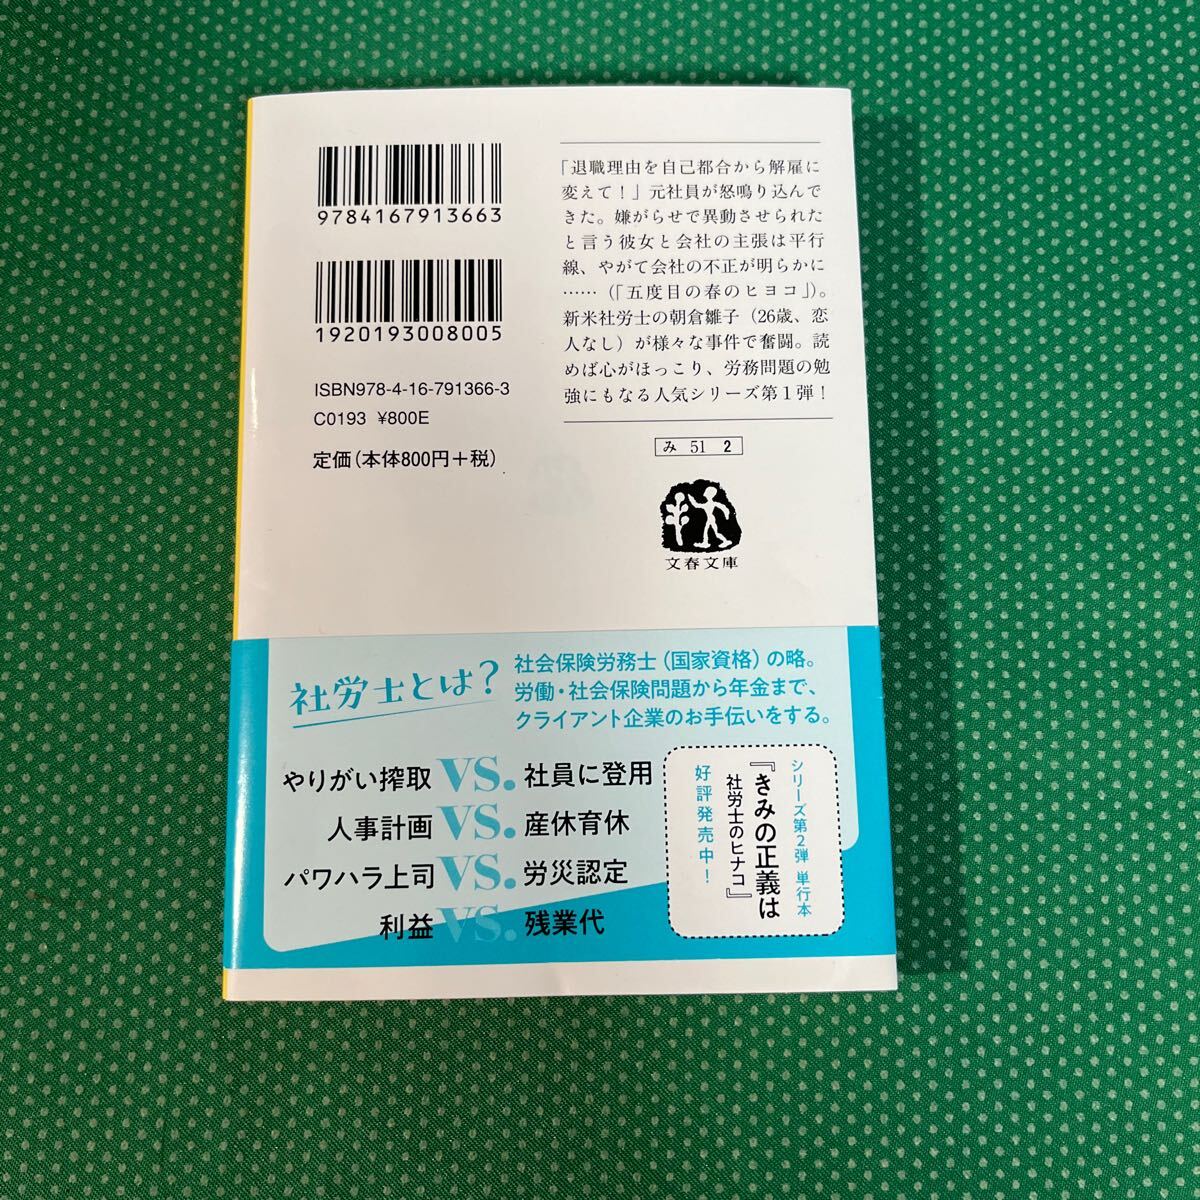 9784167913663
1920193008005
ISBN978-4-16-791366-3
C0193 ¥800E
定価(本体800円+税)
「退職理由を自己都合から解雇に
変えて!」元社員が怒鳴り込んで
きた。嫌がらせで異動させられた
と言う彼女と会社の主張は平行
線、やがて会社の不正が明らかに
……(「五度目の春のヒヨコ」)。
新米社労士の朝倉雛子(26歳、恋
人なし)が様々な事件で奮闘。読
めば心がほっこり、労務問題の勉
強にもなる人気シリーズ第1弾!
み 51 2
文春文庫
社労士とは?
社会保険労務士(国家資格)の略。
労働・社会保険問題から年金まで、
クライアント企業のお手伝いをする。
やりがい搾取 VS. 社員に登用
人事計画 VS. 産休育休
パワハラ上司 VS. 労災認定
利益 VS. 残業代
シリーズ第2弾 単行本
『きみの正義は
社労士のヒナコ』
好評発売中!